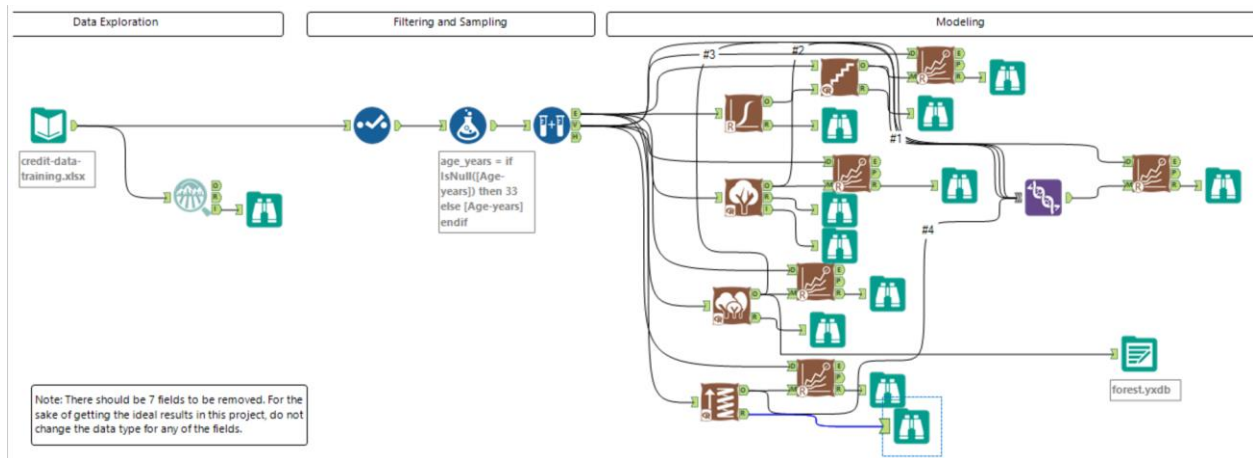 Data Exploration
Filtering and Sampling
Modeling
credit-data-
training.xlsx
age_years = if
IsNull([Age-
years]) then 33
else [Age-years]
endif
#3
#2
#1
#4
O
R
I
E
V
H
O
R
O
R
D
M
R
E
P
R
O
R
I
D
M
R
E
P
R
O
R
D
M
R
E
P
R
O
R
D
M
R
E
P
R
D
M
R
E
P
R
forest.yxdb
Note: There should be 7 fields to be removed. For the
sake of getting the ideal results in this project, do not
change the data type for any of the fields.